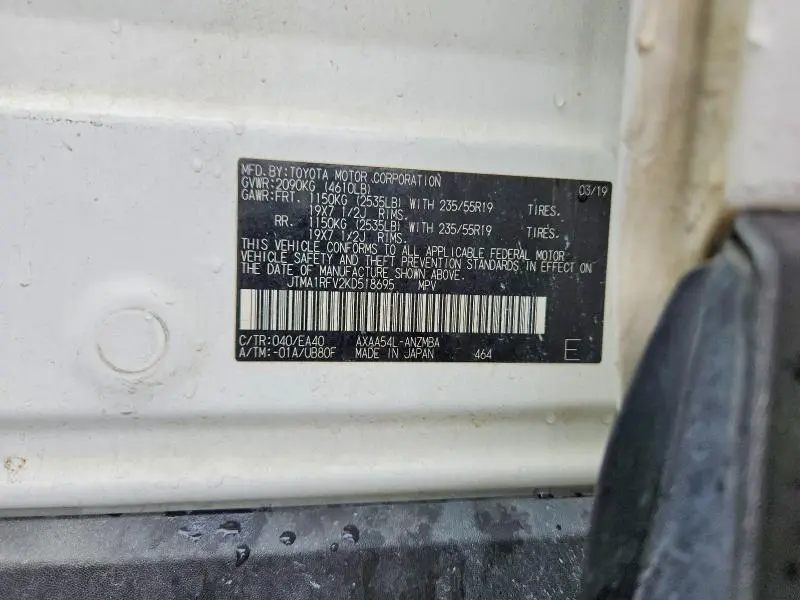 MFD. BY: TOYOTA MOTOR CORPORATION 03/19
GVWR: 2090KG (4610LB)
GAWR: FRT. 1150KG (2535LB) WITH 235/55R19 TIRES.
19X7 1/2J RIMS.
RR. 1150KG (2535LB) WITH 235/55R19 TIRES.
19X7 1/2J RIMS.
THIS VEHICLE CONFORMS TO ALL APPLICABLE FEDERAL MOTOR
VEHICLE SAFETY AND THEFT PREVENTION STANDARDS IN EFFECT ON
THE DATE OF MANUFACTURE SHOWN ABOVE.
JTMA1RFV2KD518695 MPV
C/TR: 040/EA40 AXAA54L-ANZMBA
A/TM: -01A/UB80F MADE IN JAPAN 464 E